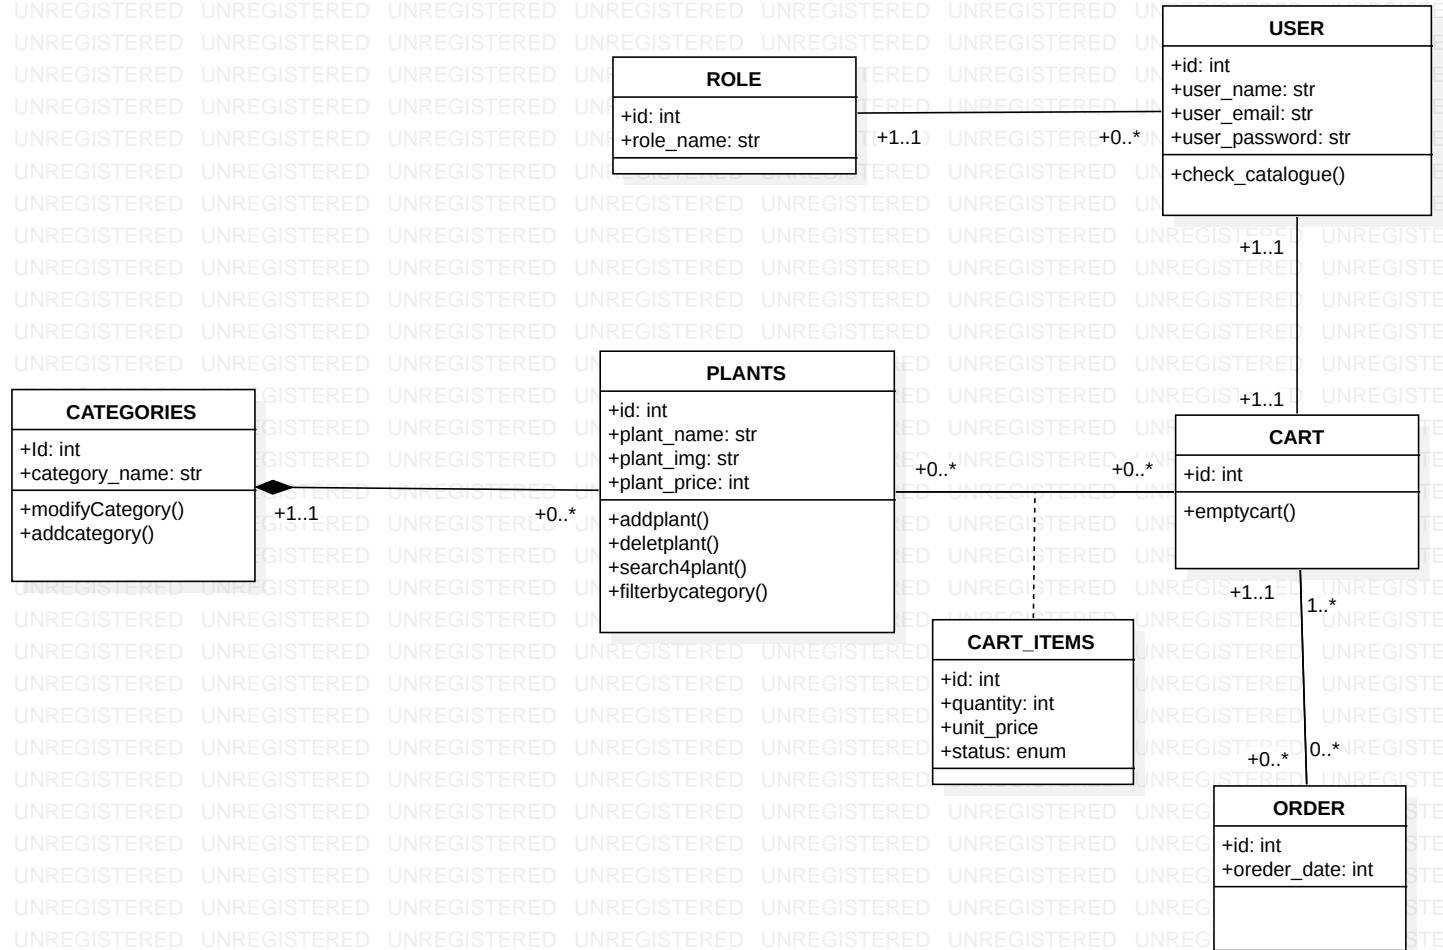 USER
+id: int
+user_name: str
+user_email: str
+user_password: str
+check_catalogue()
ROLE
+id: int
+role_name: str
+1..1
+0..*
+1..1
+1..1
CATEGORIES
+Id: int
+category_name: str
+modifyCategory()
+addcategory()
+1..1
+0..*
PLANTS
+id: int
+plant_name: str
+plant_img: str
+plant_price: int
+addplant()
+deletplant()
+search4plant()
+filterbycategory()
+0..*
+0..*
CART
+id: int
+emptycart()
+1..1
1..*
CART_ITEMS
+id: int
+quantity: int
+unit_price
+status: enum
+0..*
0..*
ORDER
+id: int
+oreder_date: int
UNREGISTERED